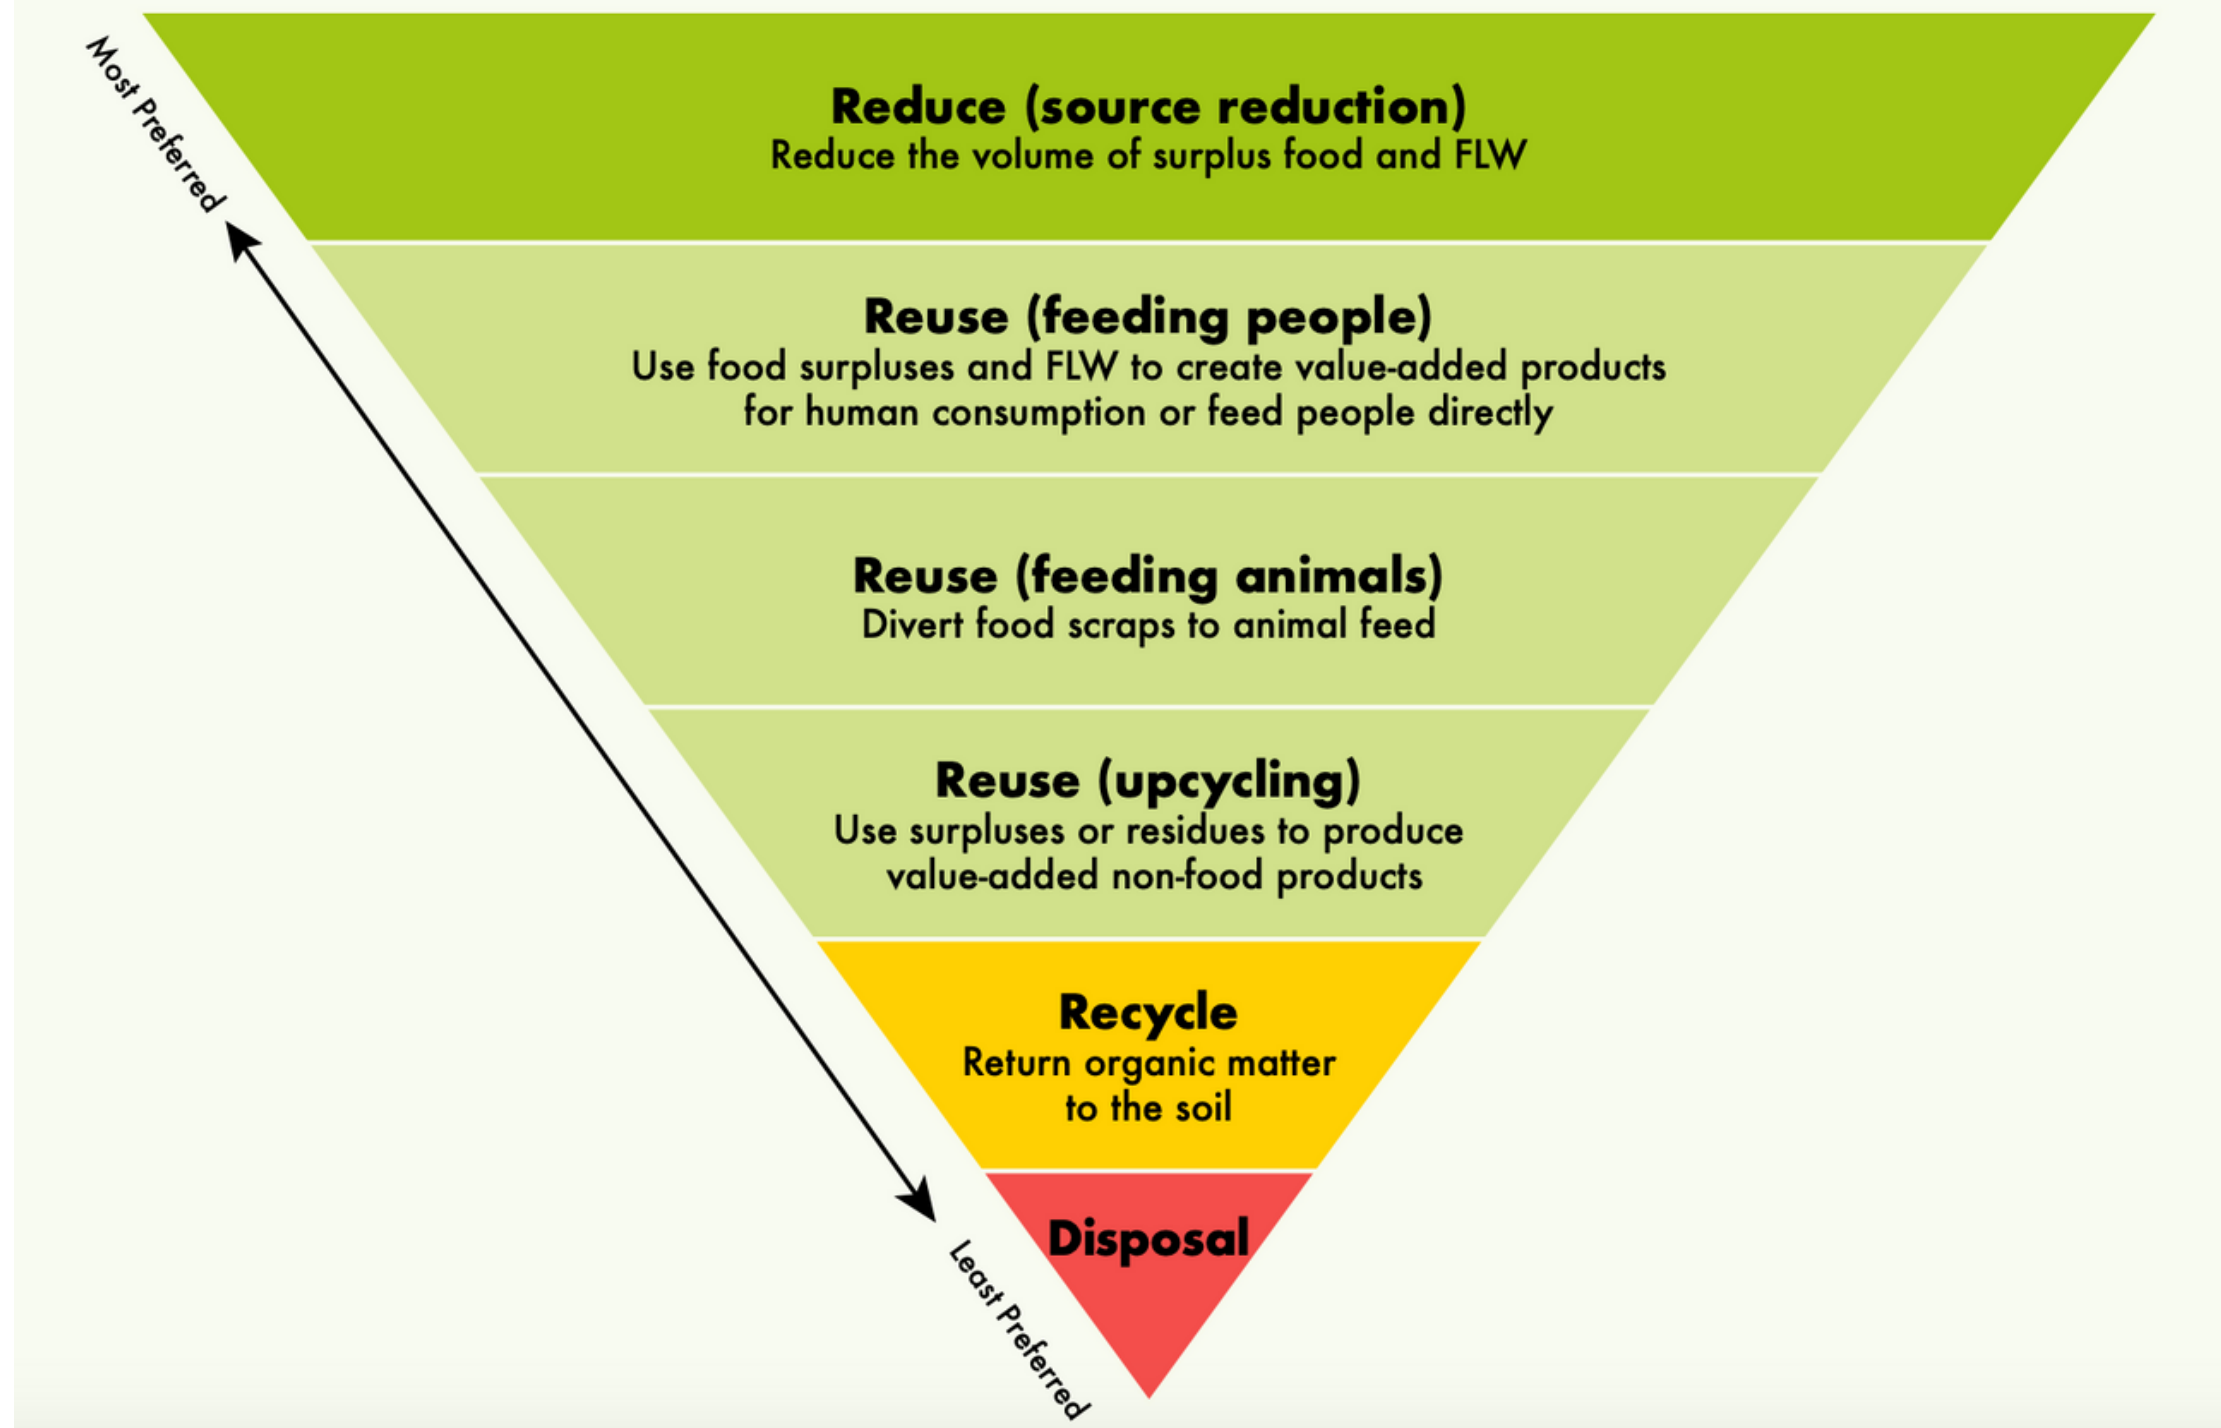 Most Preferred
Reduce (source reduction)
Reduce the volume of surplus food and FLW
Reuse (feeding people)
Use food surpluses and FLW to create value-added products
for human consumption or feed people directly
Reuse (feeding animals)
Divert food scraps to animal feed
Reuse (upcycling)
Use surpluses or residues to produce
value-added non-food products
Recycle
Return organic matter
to the soil
Disposal
Least Preferred